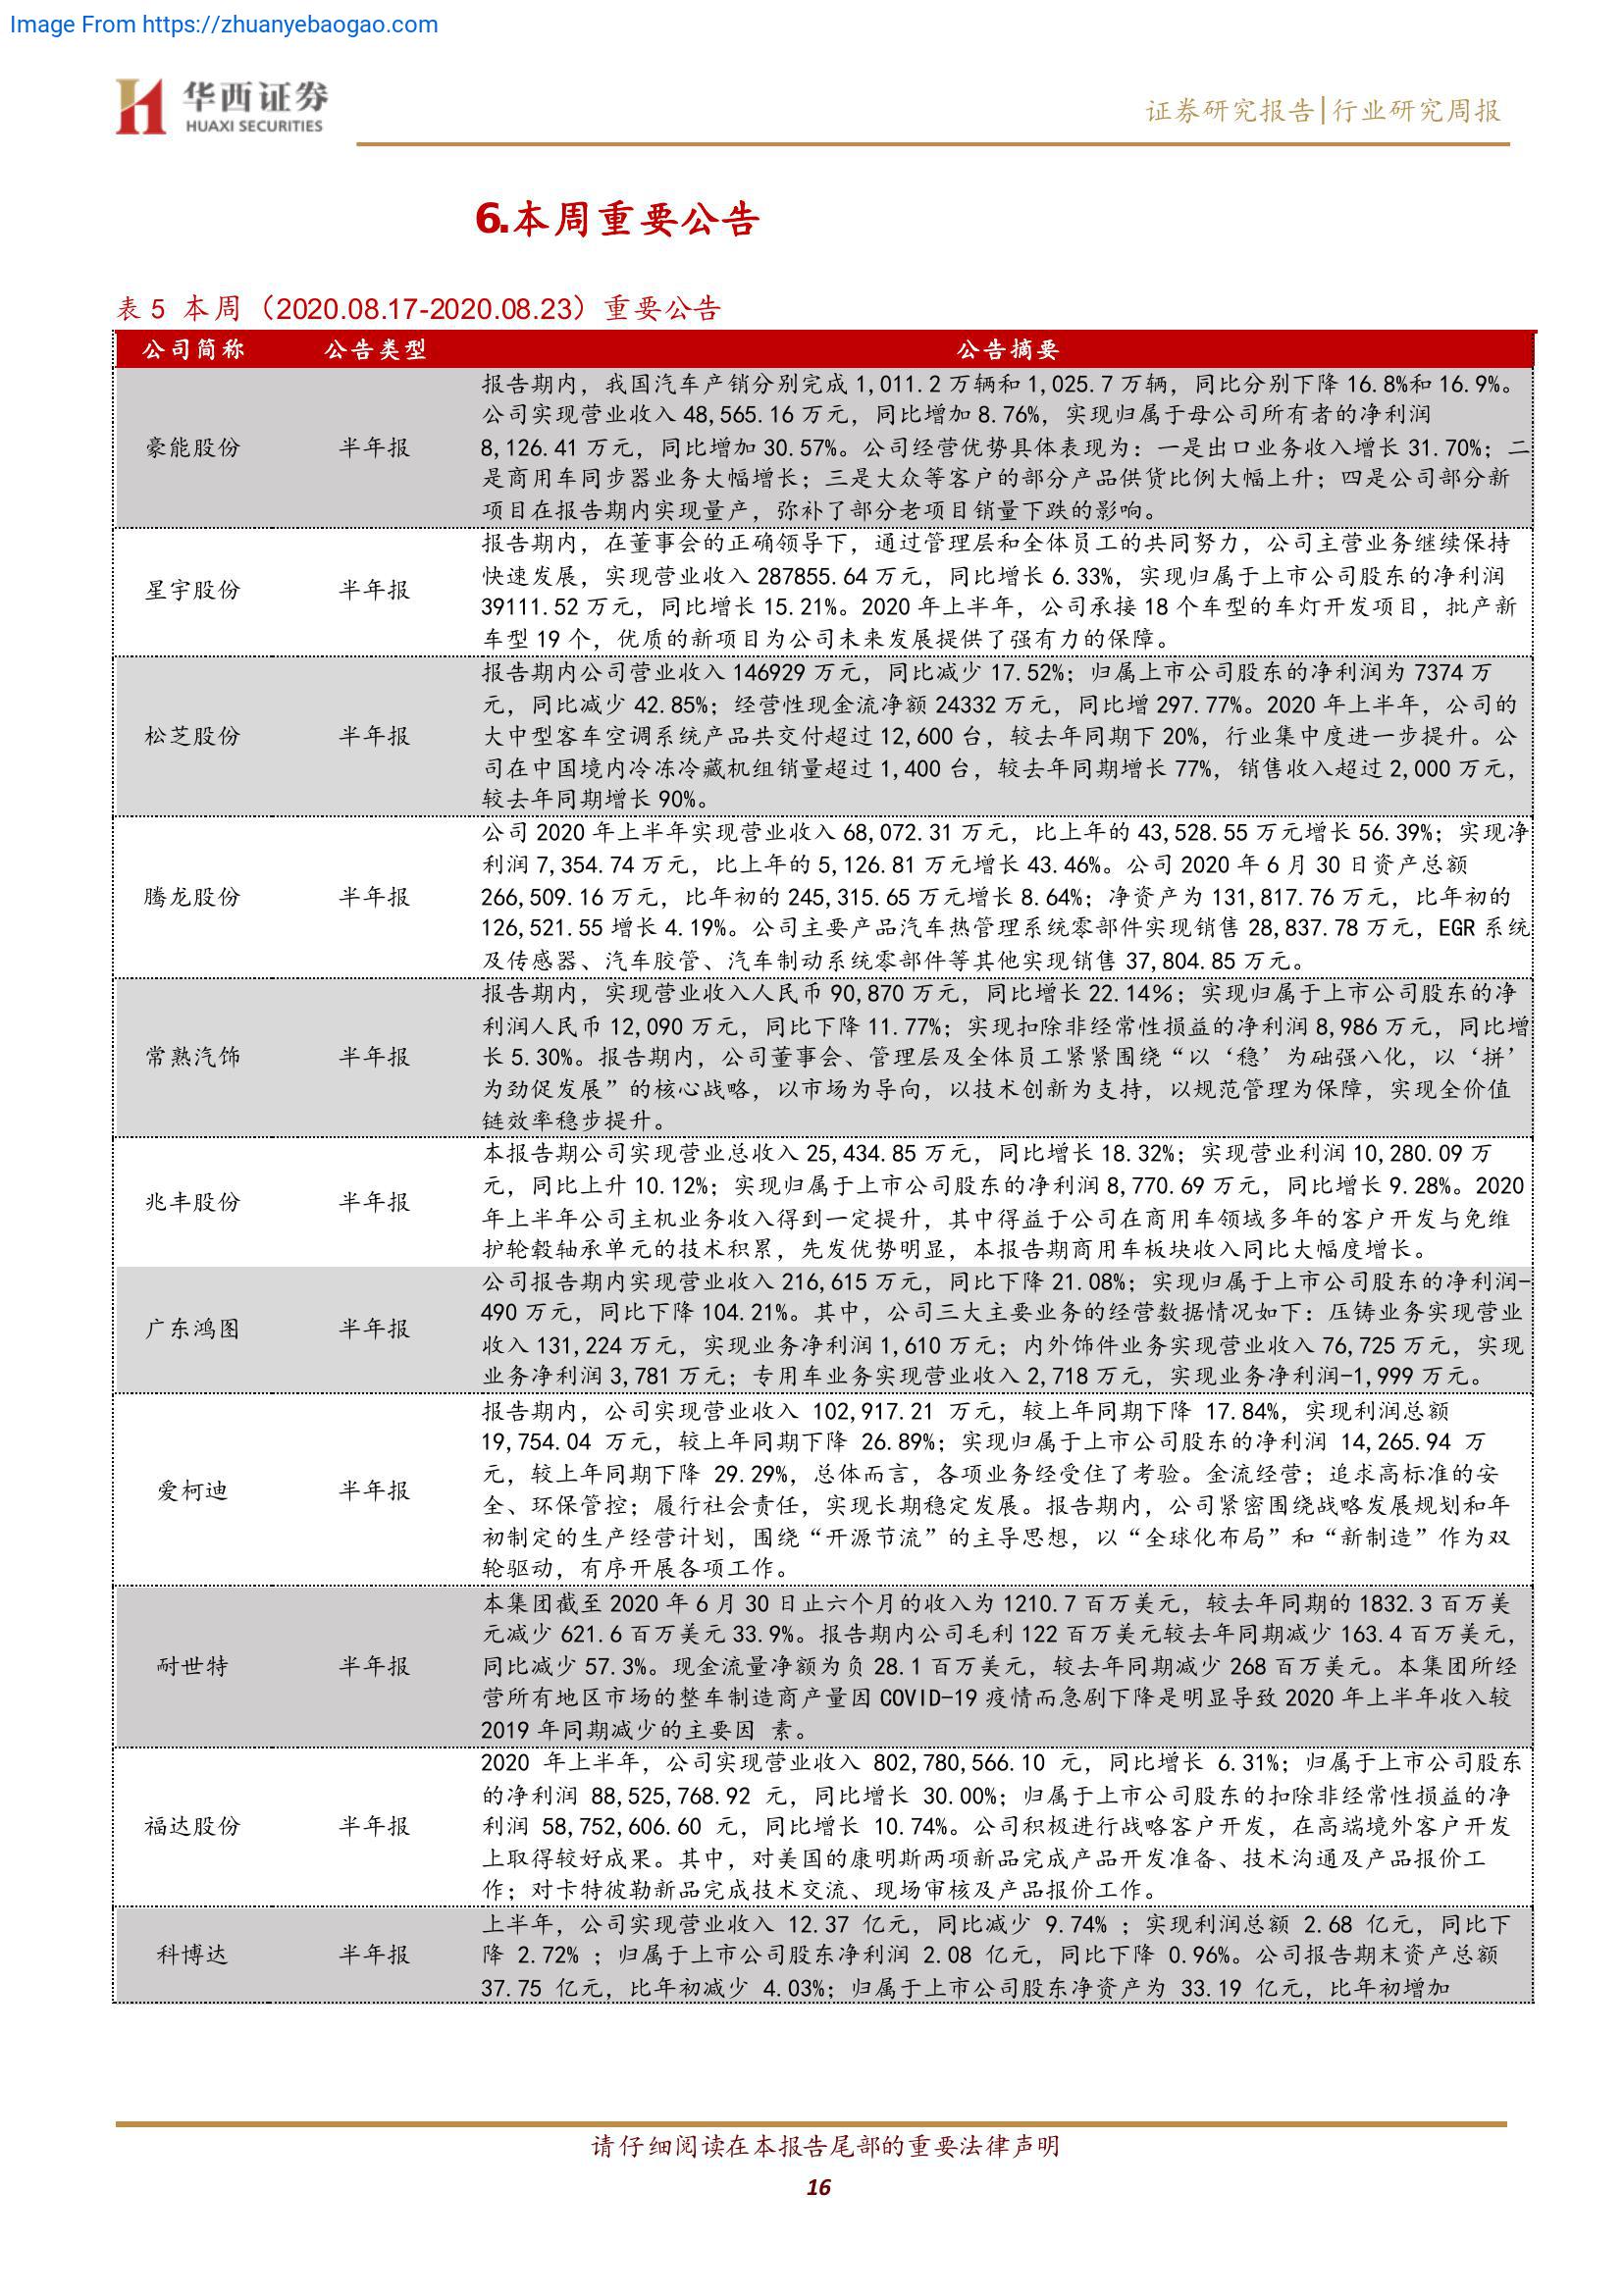 Image From https://zhuanyebaogao.com
华西证券
HUAXI SECURITIES
证券研究报告|行业研究周报
6.本周重要公告
表 5 本周（2020.08.17-2020.08.23）重要公告
公司简称 公告类型 公告摘要
豪能股份 半年报
报告期内，我国汽车产销分别完成 1,011.2 万辆和 1,025.7 万辆，同比分别下降 16.8%和 16.9%。
公司实现营业收入 48,565.16 万元，同比增加 8.76%，实现归属于母公司所有者的净利润
8,126.41 万元，同比增加 30.57%。公司经营优势具体表现为：一是出口业务收入增长 31.70%；二
是商用车同步器业务大幅增长；三是大众等客户的部分产品供货比例大幅上升；四是公司部分新
项目在报告期内实现量产，弥补了部分老项目销量下跌的影响。
星宇股份 半年报
报告期内，在董事会的正确领导下，通过管理层和全体员工的共同努力，公司主营业务继续保持
快速发展，实现营业收入 287855.64 万元，同比增长 6.33%，实现归属于上市公司股东的净利润
39111.52 万元，同比增长 15.21%。2020 年上半年，公司承接 18 个车型的车灯开发项目，批产新
车型 19 个，优质的新项目为公司未来发展提供了强有力的保障。
松芝股份 半年报
报告期内公司营业收入 146929 万元，同比减少 17.52%；归属上市公司股东的净利润为 7374 万
元，同比减少 42.85%；经营性现金流净额 24332 万元，同比增 297.77%。2020 年上半年，公司的
大中型客车空调系统产品共交付超过 12,600 台，较去年同期下 20%，行业集中度进一步提升。公
司在中国境内冷冻冷藏机组销量超过 1,400 台，较去年同期增长 77%，销售收入超过 2,000 万元，
较去年同期增长 90%。
腾龙股份 半年报
公司 2020 年上半年实现营业收入 68,072.31 万元，比上年的 43,528.55 万元增长 56.39%；实现净
利润 7,354.74 万元，比上年的 5,126.81 万元增长 43.46%。公司 2020 年 6 月 30 日资产总额
266,509.16 万元，比年初的 245,315.65 万元增长 8.64%；净资产为 131,817.76 万元，比年初的
126,521.55 增长 4.19%。公司主要产品汽车热管理系统零部件实现销售 28,837.78 万元，EGR 系统
及传感器、汽车胶管、汽车制动系统零部件等其他实现销售 37,804.85 万元。
常熟汽饰 半年报
报告期内，实现营业收入人民币 90,870 万元，同比增长 22.14%；实现归属于上市公司股东的净
利润人民币 12,090 万元，同比下降 11.77%；实现扣除非经常性损益的净利润 8,986 万元，同比增
长 5.30%。报告期内，公司董事会、管理层及全体员工紧紧围绕“以‘稳’为础强八化，以‘拼’
为劲促发展”的核心战略，以市场为导向，以技术创新为支持，以规范管理为保障，实现全价值
链效率稳步提升。
兆丰股份 半年报
本报告期公司实现营业总收入 25,434.85 万元，同比增长 18.32%；实现营业利润 10,280.09 万
元，同比上升 10.12%；实现归属于上市公司股东的净利润 8,770.69 万元，同比增长 9.28%。2020
年上半年公司主机业务收入得到一定提升，其中得益于公司在商用车领域多年的客户开发与免维
护轮毂轴承单元的技术积累，先发优势明显，本报告期商用车板块收入同比大幅度增长。
广东鸿图 半年报
公司报告期内实现营业收入 216,615 万元，同比下降 21.08%；实现归属于上市公司股东的净利润-
490 万元，同比下降 104.21%。其中，公司三大主要业务的经营数据情况如下：压铸业务实现营业
收入 131,224 万元，实现业务净利润 1,610 万元；内外饰件业务实现营业收入 76,725 万元，实现
业务净利润 3,781 万元；专用车业务实现营业收入 2,718 万元，实现业务净利润-1,999 万元。
爱柯迪 半年报
报告期内，公司实现营业收入 102,917.21 万元，较上年同期下降 17.84%，实现利润总额
19,754.04 万元，较上年同期下降 26.89%；实现归属于上市公司股东的净利润 14,265.94 万
元，较上年同期下降 29.29%，总体而言，各项业务经受住了考验。金流经营；追求高标准的安
全、环保管控；履行社会责任，实现长期稳定发展。报告期内，公司紧密围绕战略发展规划和年
初制定的生产经营计划，围绕“开源节流”的主导思想，以“全球化布局”和“新制造”作为双
轮驱动，有序开展各项工作。
耐世特 半年报
本集团截至 2020 年 6 月 30 日止六个月的收入为 1210.7 百万美元，较去年同期的 1832.3 百万美
元减少 621.6 百万美元 33.9%。报告期内公司毛利 122 百万美元较去年同期减少 163.4 百万美元，
同比减少 57.3%。现金流量净额为负 28.1 百万美元，较去年同期减少 268 百万美元。本集团所经
营所有地区市场的整车制造商产量因 COVID-19 疫情而急剧下降是明显导致 2020 年上半年收入较
2019 年同期减少的主要因 素。
福达股份 半年报
2020 年上半年，公司实现营业收入 802,780,566.10 元，同比增长 6.31%；归属于上市公司股东
的净利润 88,525,768.92 元，同比增长 30.00%；归属于上市公司股东的扣除非经常性损益的净
利润 58,752,606.60 元，同比增长 10.74%。公司积极进行战略客户开发，在高端境外客户开发
上取得较好成果。其中，对美国的康明斯两项新品完成产品开发准备、技术沟通及产品报价工
作；对卡特彼勒新品完成技术交流、现场审核及产品报价工作。
科博达 半年报
上半年，公司实现营业收入 12.37 亿元，同比减少 9.74% ；实现利润总额 2.68 亿元，同比下
降 2.72% ；归属于上市公司股东净利润 2.08 亿元，同比下降 0.96%。公司报告期末资产总额
37.75 亿元，比年初减少 4.03%；归属于上市公司股东净资产为 33.19 亿元，比年初增加
请仔细阅读在本报告尾部的重要法律声明
16